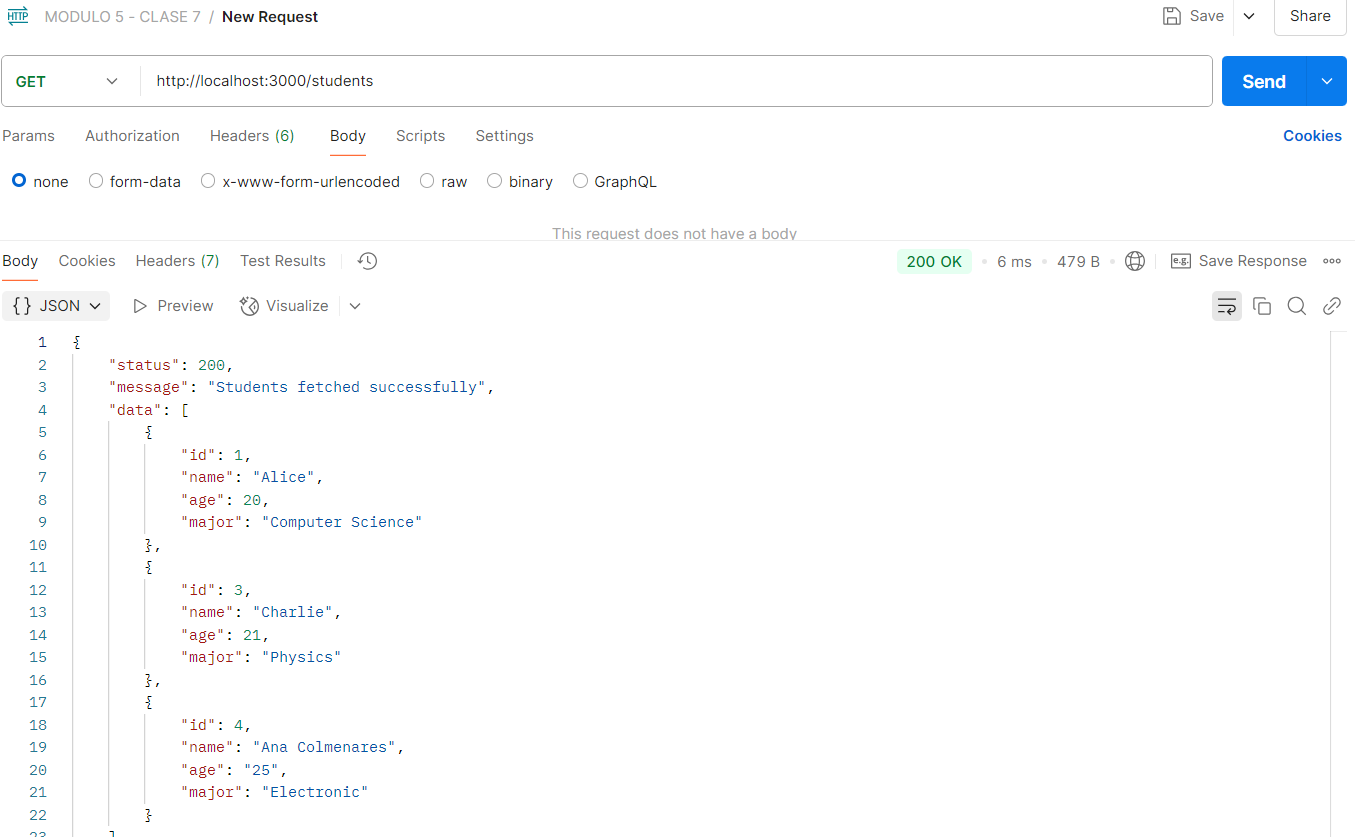 HTTP MODULO 5 - CLASE 7 / New Request Save Share
GET http://localhost:3000/students Send
Params Authorization Headers (6) Body Scripts Settings Cookies
none form-data x-www-form-urlencoded raw binary GraphQL
This request does not have a body
Body Cookies Headers (7) Test Results 200 OK • 6 ms • 479 B • e.g. Save Response
{} JSON Preview Visualize
1 {
2 "status": 200,
3 "message": "Students fetched successfully",
4 "data": [
5 {
6 "id": 1,
7 "name": "Alice",
8 "age": 20,
9 "major": "Computer Science"
10 },
11 {
12 "id": 3,
13 "name": "Charlie",
14 "age": 21,
15 "major": "Physics"
16 },
17 {
18 "id": 4,
19 "name": "Ana Colmenares",
20 "age": "25",
21 "major": "Electronic"
22 }
23 ]